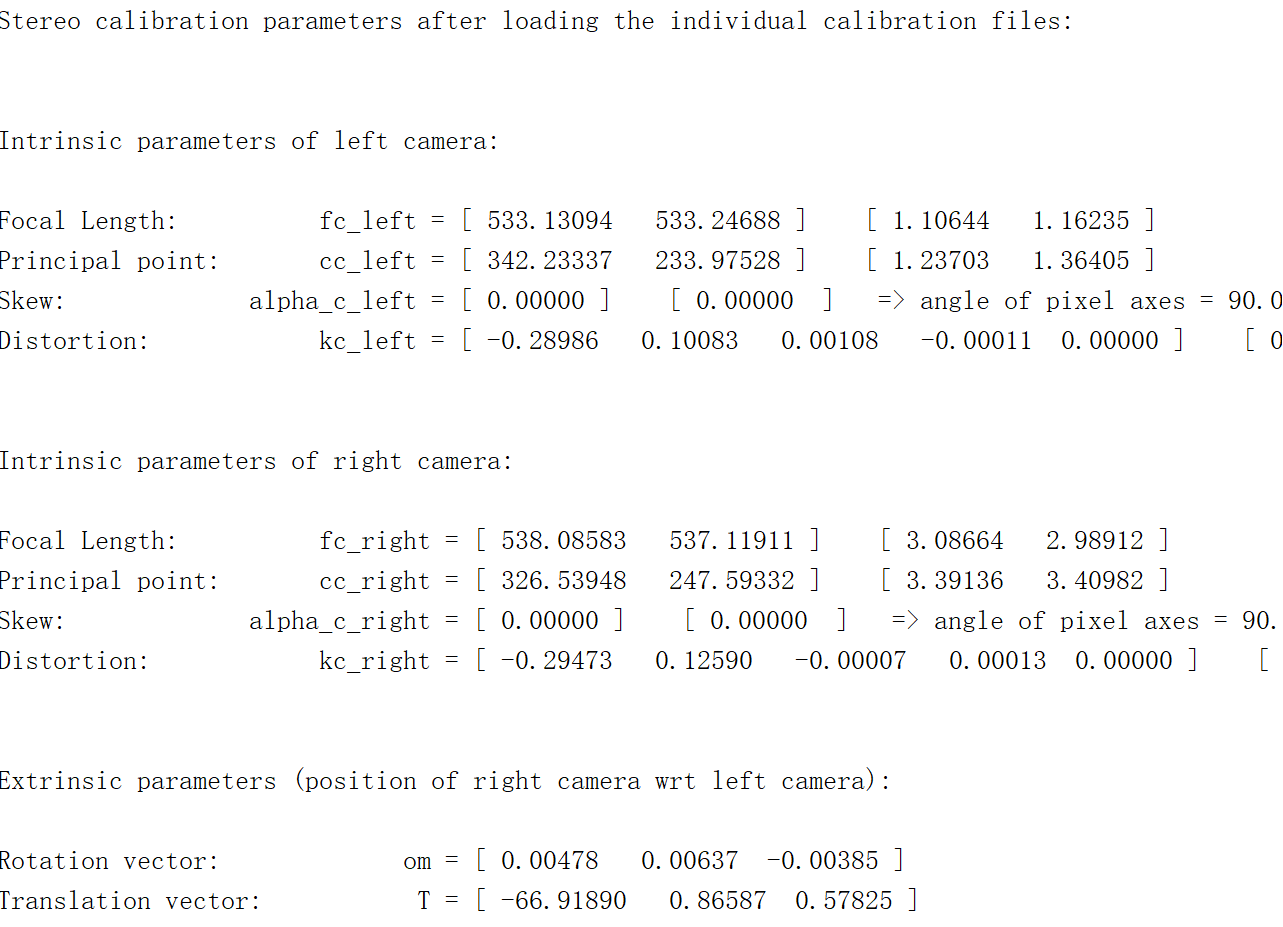 Stereo calibration parameters after loading the individual calibration files:
Intrinsic parameters of left camera:
Focal Length: fc_left = [ 533.13094 533.24688 ] [ 1.10644 1.16235 ]
Principal point: cc_left = [ 342.23337 233.97528 ] [ 1.23703 1.36405 ]
Skew: alpha_c_left = [ 0.00000 ] [ 0.00000 ] => angle of pixel axes = 90.0
Distortion: kc_left = [ -0.28986 0.10083 0.00108 -0.00011 0.00000 ] [ 0
Intrinsic parameters of right camera:
Focal Length: fc_right = [ 538.08583 537.11911 ] [ 3.08664 2.98912 ]
Principal point: cc_right = [ 326.53948 247.59332 ] [ 3.39136 3.40982 ]
Skew: alpha_c_right = [ 0.00000 ] [ 0.00000 ] => angle of pixel axes = 90.
Distortion: kc_right = [ -0.29473 0.12590 -0.00007 0.00013 0.00000 ] [
Extrinsic parameters (position of right camera wrt left camera):
Rotation vector: om = [ 0.00478 0.00637 -0.00385 ]
Translation vector: T = [ -66.91890 0.86587 0.57825 ]